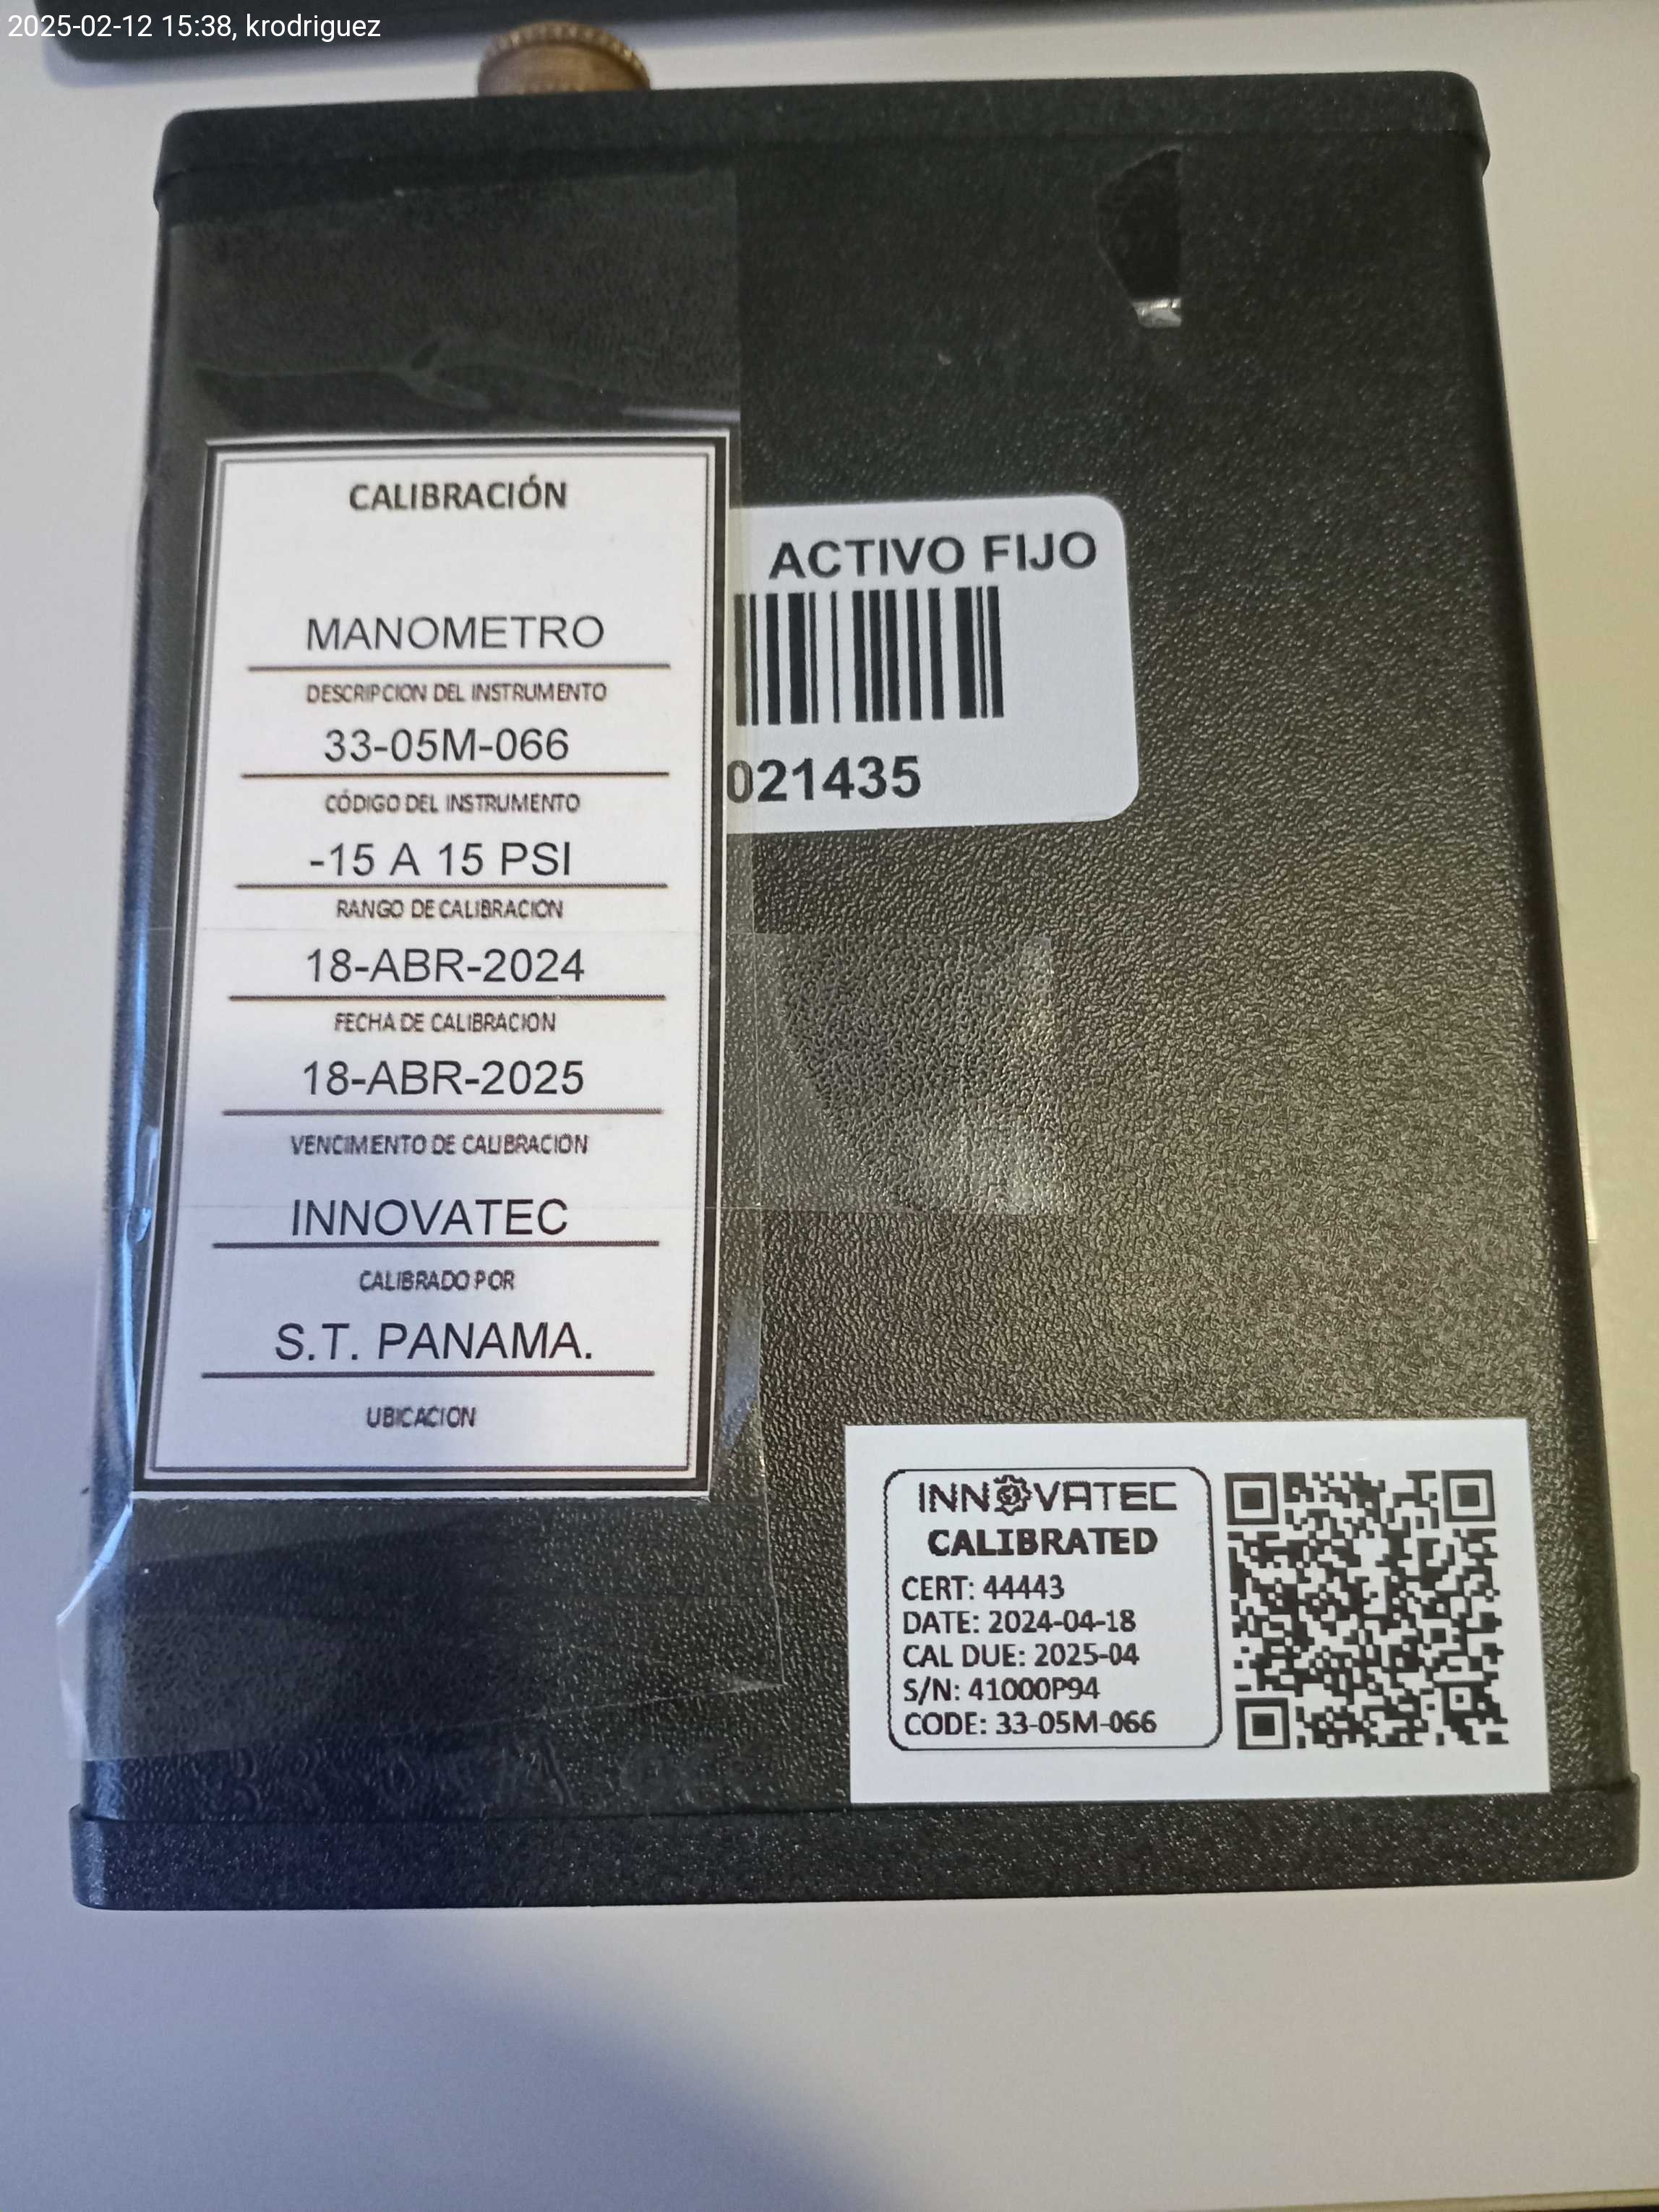 2025-02-12 15:38, krodriguez
CALIBRACIÓN
MANOMETRO
DESCRIPCION DEL INSTRUMENTO
33-05M-066
CÓDIGO DEL INSTRUMENTO
-15 A 15 PSI
RANGO DE CALIBRACION
18-ABR-2024
FECHA DE CALIBRACION
18-ABR-2025
VENCIMIENTO DE CALIBRACION
INNOVATEC
CALIBRADO POR
S.T. PANAMA.
UBICACION
ACTIVO FIJO
021435
INNOVATEC
CALIBRATED
CERT: 44443
DATE: 2024-04-18
CAL DUE: 2025-04
S/N: 41000P94
CODE: 33-05M-066